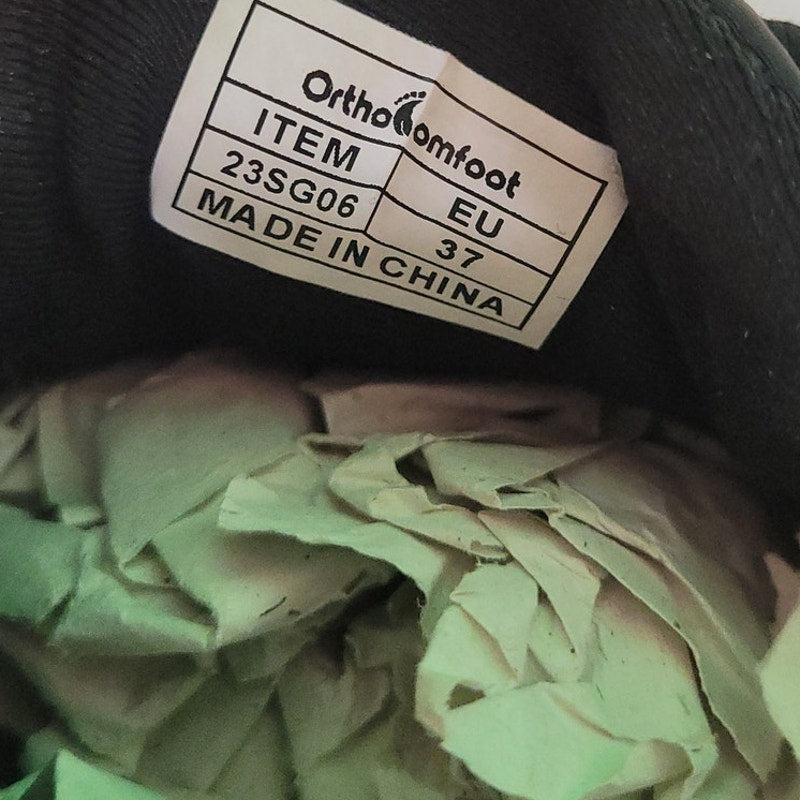 OrthoComfoot
ITEM EU
23SG06 37
MADE IN CHINA